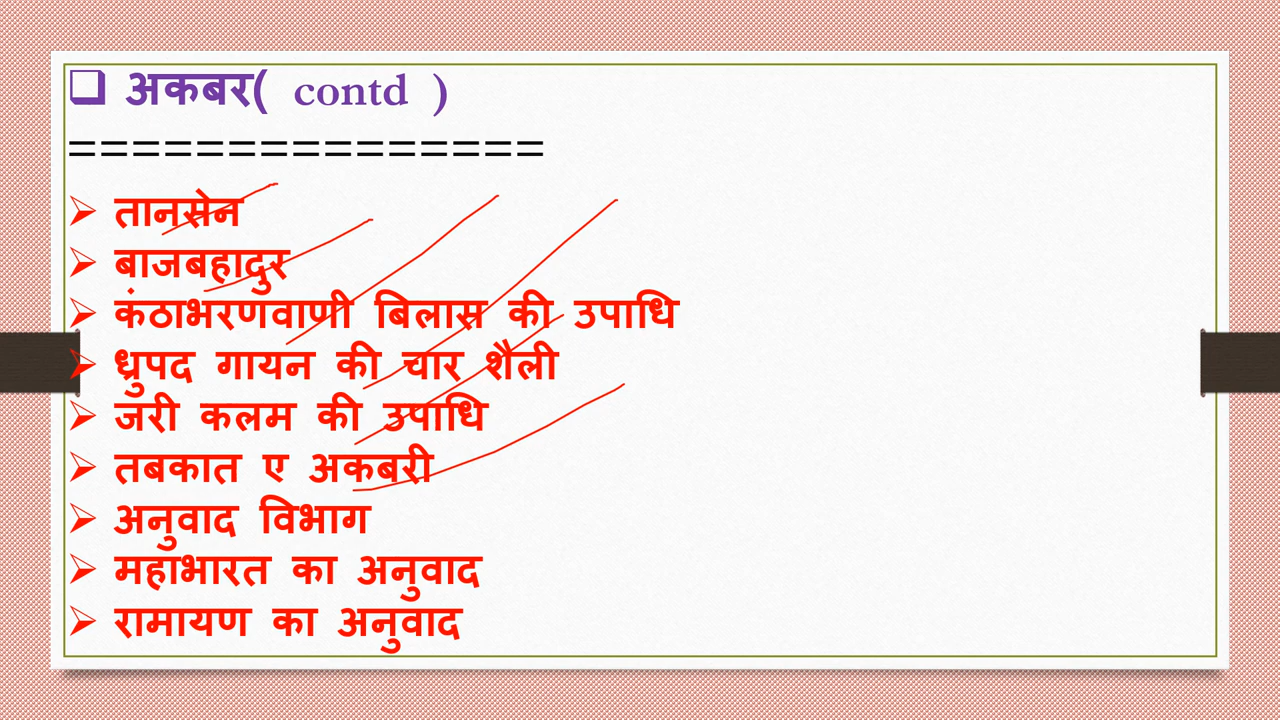 ❑ अकबर( contd )
===============
➢ तानसेन
➢ बाजबहादुर
➢ कंठाभरणवाणी बिलास की उपाधि
➢ ध्रुपद गायन की चार शैली
➢ जरी कलम की उपाधि
➢ तबकात ए अकबरी
➢ अनुवाद विभाग
➢ महाभारत का अनुवाद
➢ रामायण का अनुवाद